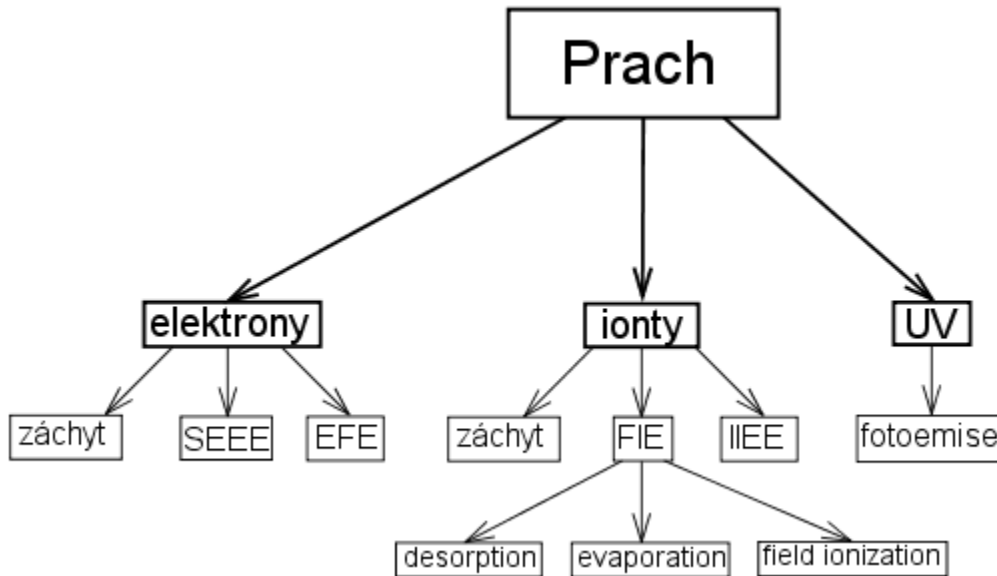 Prach
elektrony
ionty
UV
záchyt
SEEE
EFE
záchyt
FIE
IIEE
fotoemise
desorption
evaporation
field ionization